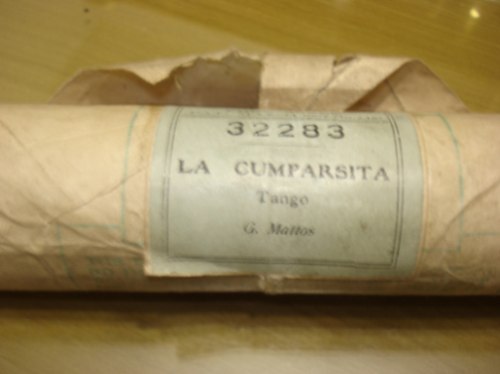 32283
LA CUMPARSITA
Tango
G. Mattos